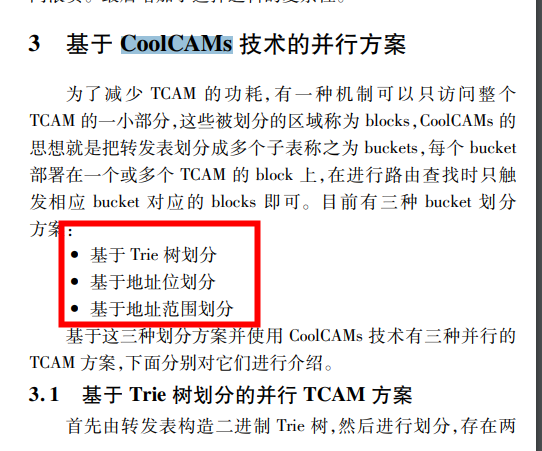 3 基于 CoolCAMs 技术的并行方案
为了减少 TCAM 的功耗,有一种机制可以只访问整个
TCAM 的一小部分,这些被划分的区域称为 blocks,CoolCAMs 的
思想就是把转发表划分成多个子表称之为 buckets,每个 bucket
部署在一个或多个 TCAM 的 block 上,在进行路由查找时只触
发相应 bucket 对应的 blocks 即可。目前有三种 bucket 划分
方案:
● 基于 Trie 树划分
● 基于地址位划分
● 基于地址范围划分
基于这三种划分方案并使用 CoolCAMs 技术有三种并行的
TCAM 方案,下面分别对它们进行介绍。
3.1 基于 Trie 树划分的并行 TCAM 方案
首先由转发表构造二进制 Trie 树,然后进行划分,存在两